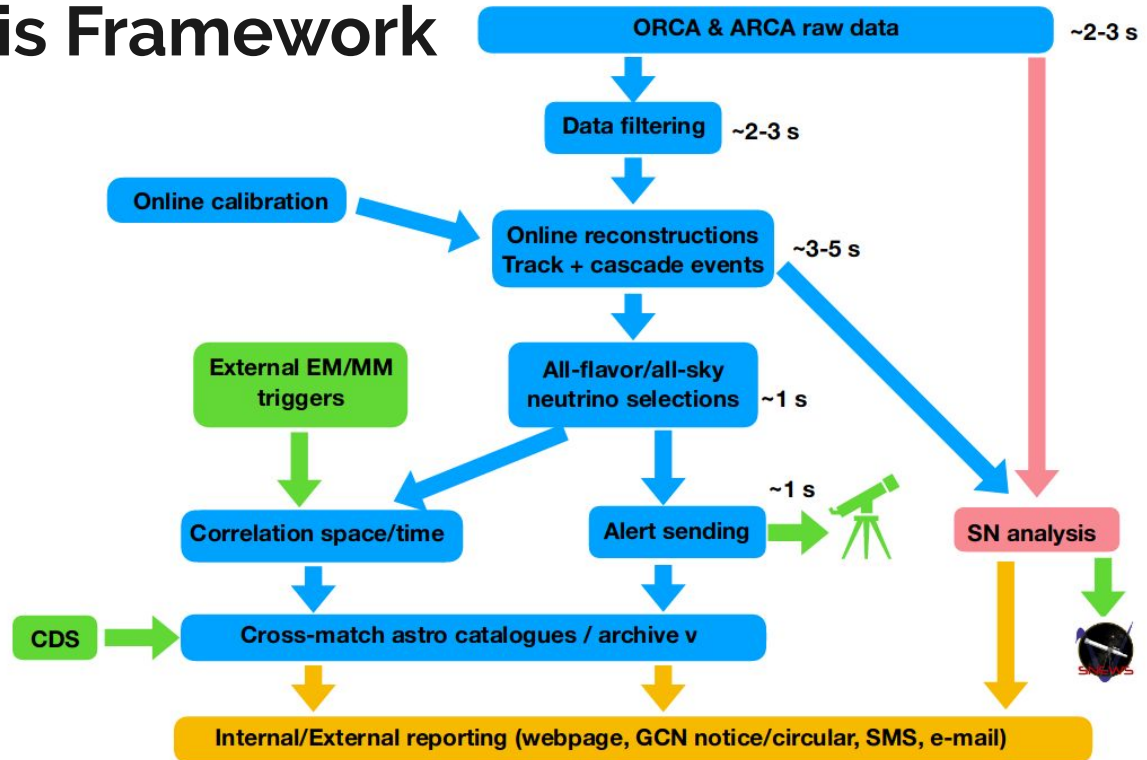 is Framework
ORCA & ARCA raw data
~2-3 s
Data filtering
~2-3 s
Online calibration
Online reconstructions
Track + cascade events
~3-5 s
External EM/MM
triggers
All-flavor/all-sky
neutrino selections
~1 s
~1 s
Correlation space/time
Alert sending
SN analysis
CDS
Cross-match astro catalogues / archive ν
SNEWS
Internal/External reporting (webpage, GCN notice/circular, SMS, e-mail)